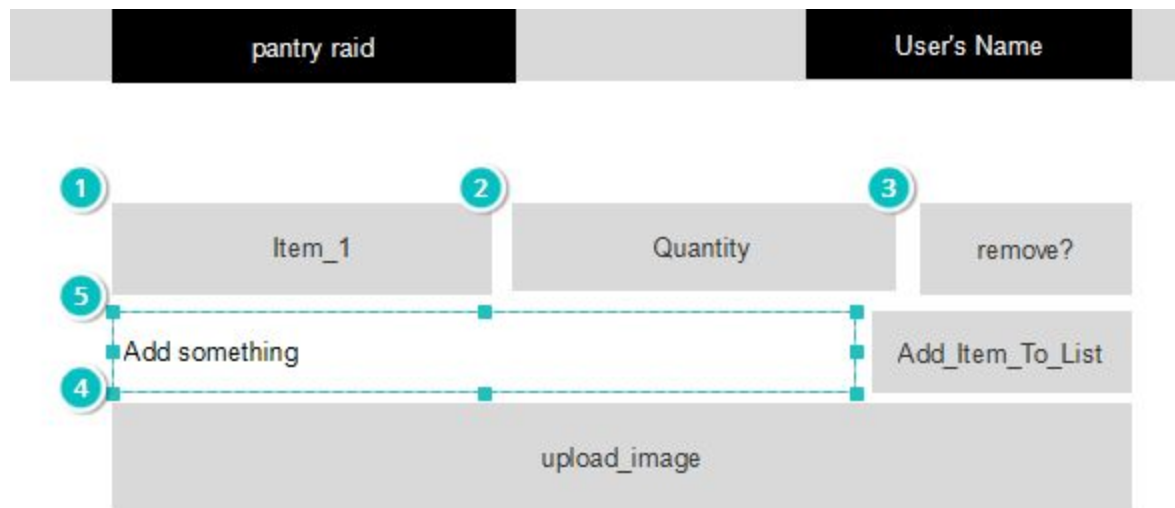 pantry raid User's Name
1 2 3
Item_1 Quantity remove?
5
Add something Add_Item_To_List
4
upload_image